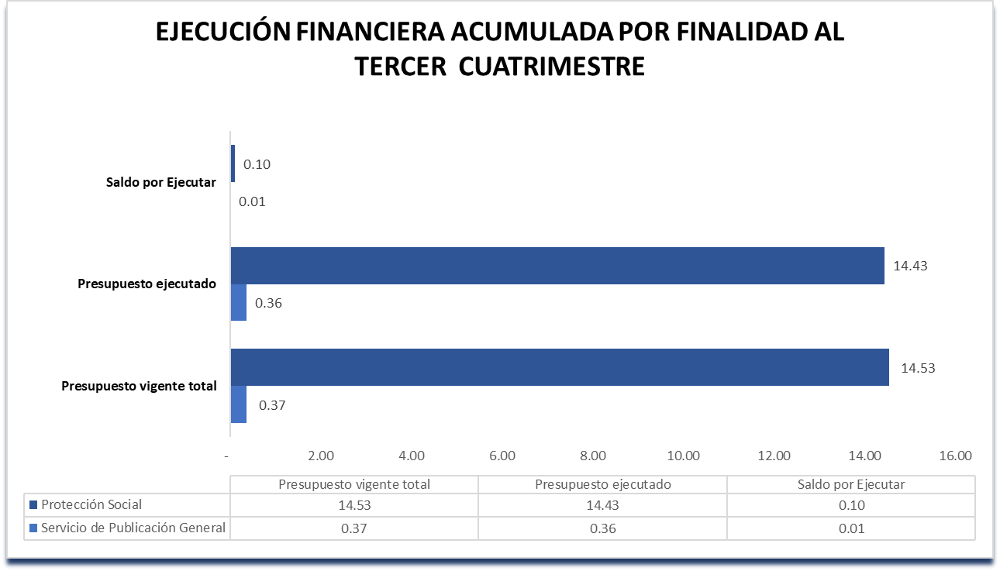 EJECUCIÓN FINANCIERA ACUMULADA POR FINALIDAD AL
TERCER CUATRIMESTRE
0.10
Saldo por Ejecutar
0.01
14.43
Presupuesto ejecutado
0.36
14.53
Presupuesto vigente total
0.37
- 2.00 4.00 6.00 8.00 10.00 12.00 14.00 16.00
Presupuesto vigente total Presupuesto ejecutado Saldo por Ejecutar
Protección Social 14.53 14.43 0.10
Servicio de Publicación General 0.37 0.36 0.01